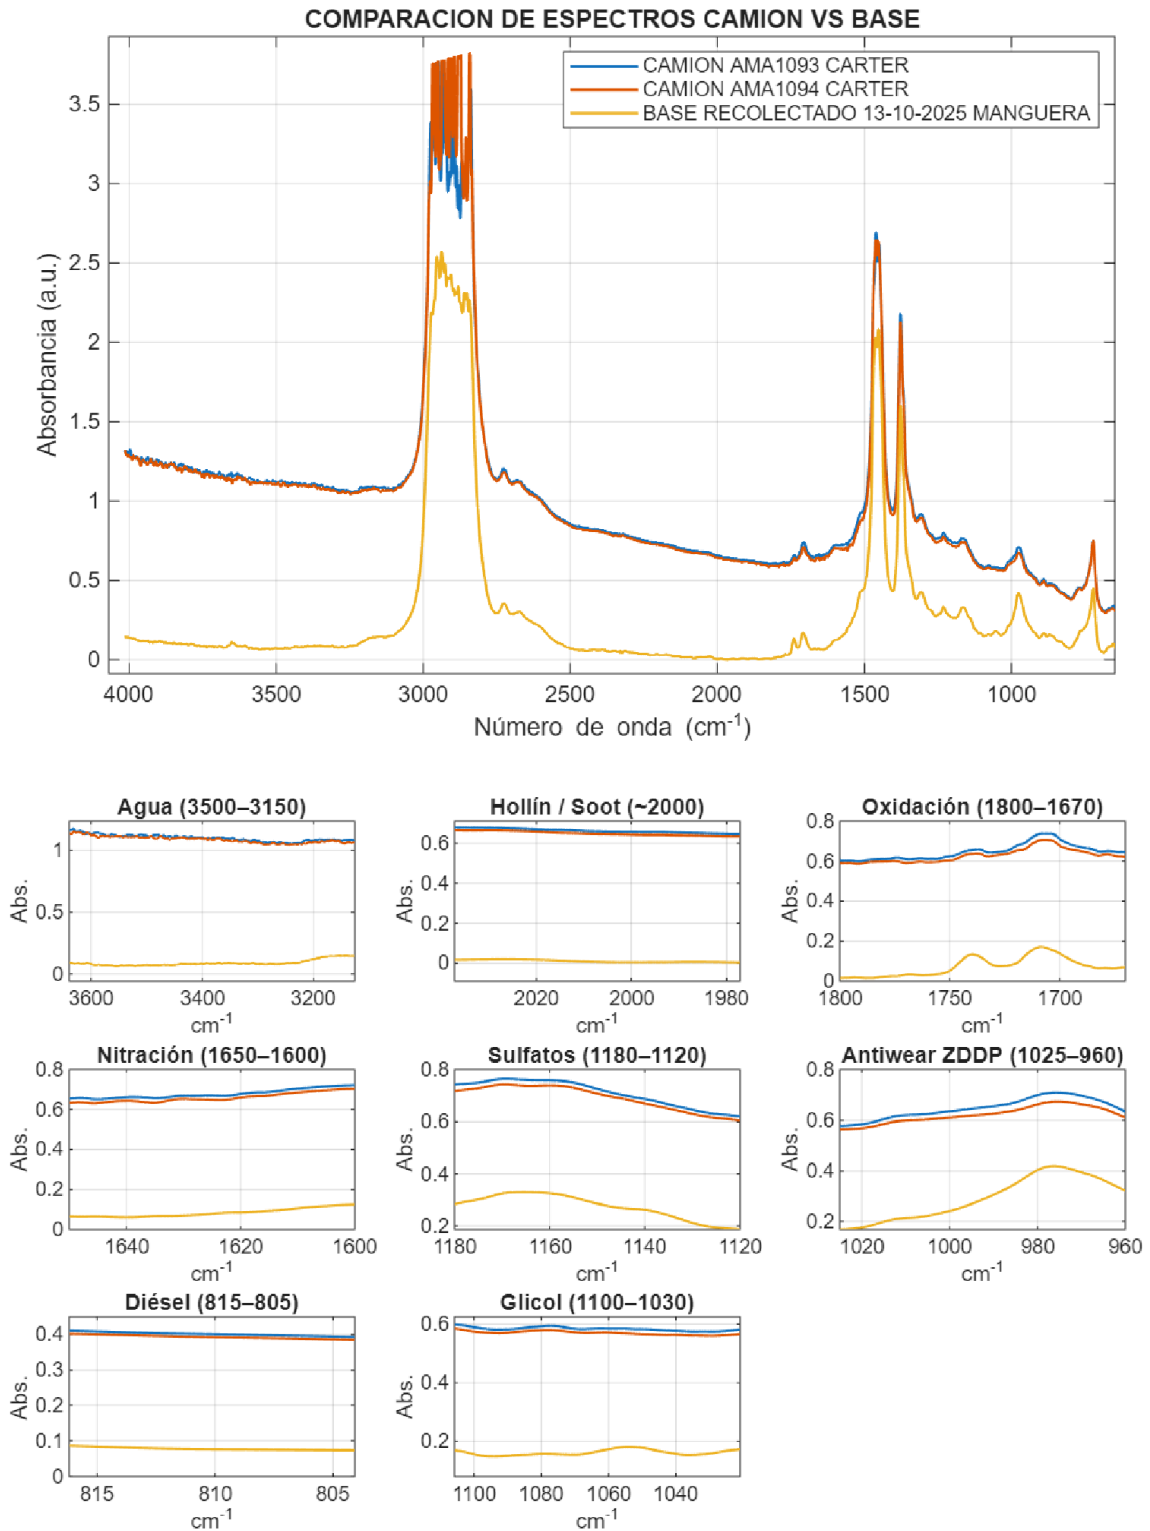 COMPARACION DE ESPECTROS CAMION VS BASE
CAMION AMA1093 CARTER
CAMION AMA1094 CARTER
BASE RECOLECTADO 13-10-2025 MANGUERA
Absorbancia (a.u.)
3.5
3
2.5
2
1.5
1
0.5
0
4000 3500 3000 2500 2000 1500 1000
Número de onda (cm⁻¹)
Agua (3500–3150)
Abs.
1
0.5
0
3600 3400 3200
cm⁻¹
Hollín / Soot (~2000)
Abs.
0.6
0.4
0.2
0
2020 2000 1980
cm⁻¹
Oxidación (1800–1670)
Abs.
0.8
0.6
0.4
0.2
0
1800 1750 1700
cm⁻¹
Nitración (1650–1600)
Abs.
0.8
0.6
0.4
0.2
0
1640 1620 1600
cm⁻¹
Sulfatos (1180–1120)
Abs.
0.8
0.6
0.4
0.2
1180 1160 1140 1120
cm⁻¹
Antiwear ZDDP (1025–960)
Abs.
0.8
0.6
0.4
0.2
1020 1000 980 960
cm⁻¹
Diésel (815–805)
Abs.
0.4
0.3
0.2
0.1
0
815 810 805
cm⁻¹
Glicol (1100–1030)
Abs.
0.6
0.4
0.2
1100 1080 1060 1040
cm⁻¹